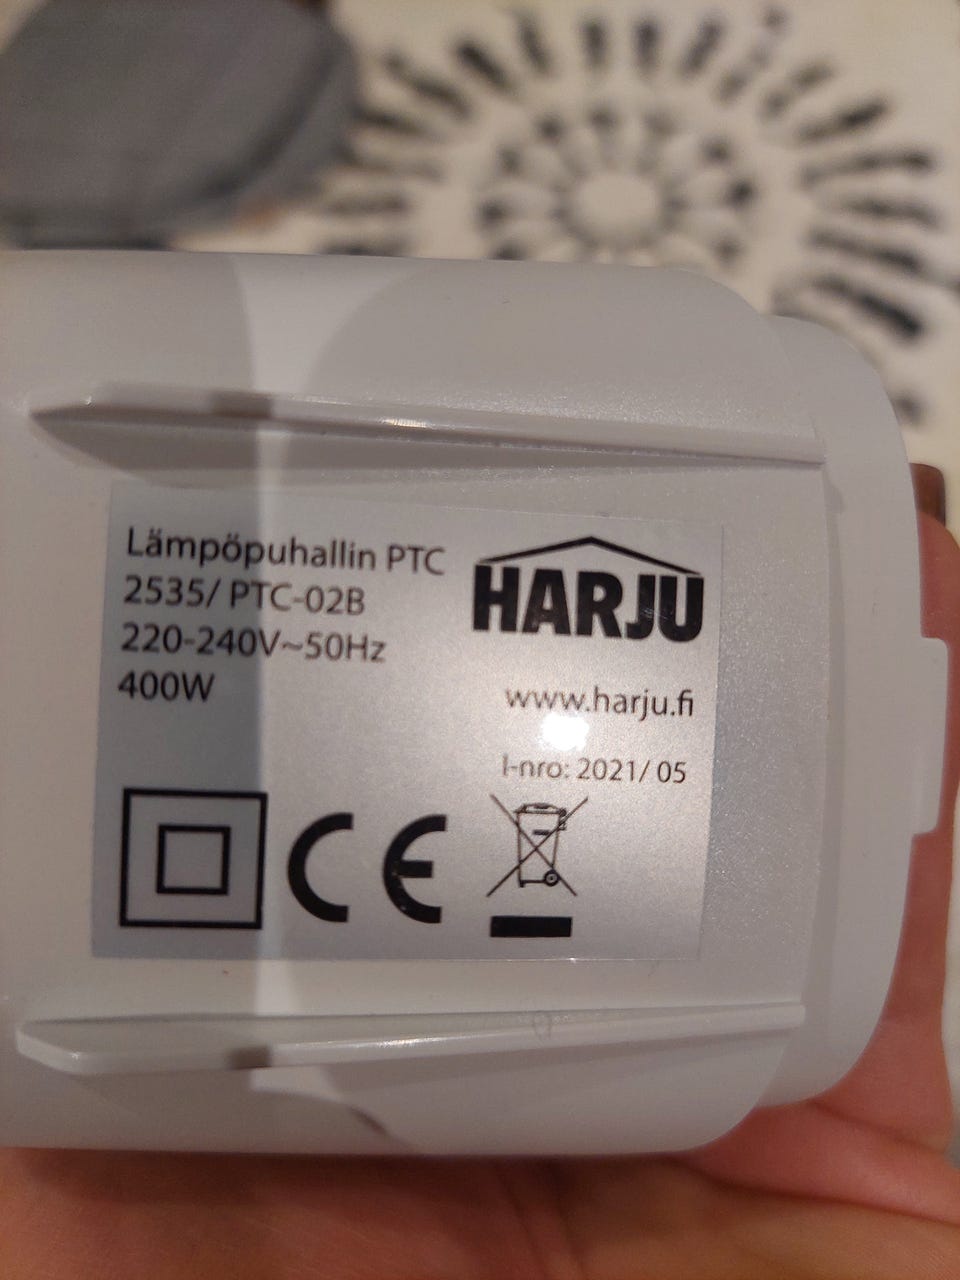 Lämpöpuhallin PTC
2535/ PTC-02B
220-240V~50Hz
400W
HARJU
www.harju.fi
I-nro: 2021/ 05
CE